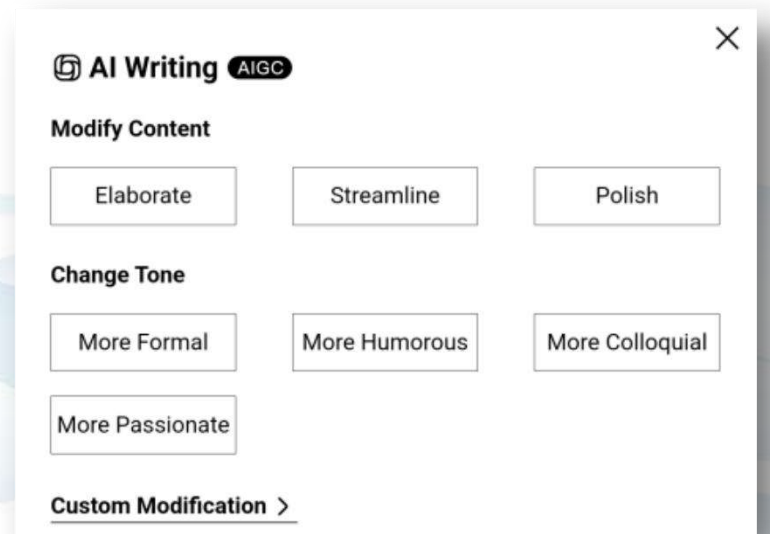 AI Writing AIGC
Modify Content
Elaborate Streamline Polish
Change Tone
More Formal More Humorous More Colloquial
More Passionate
Custom Modification >